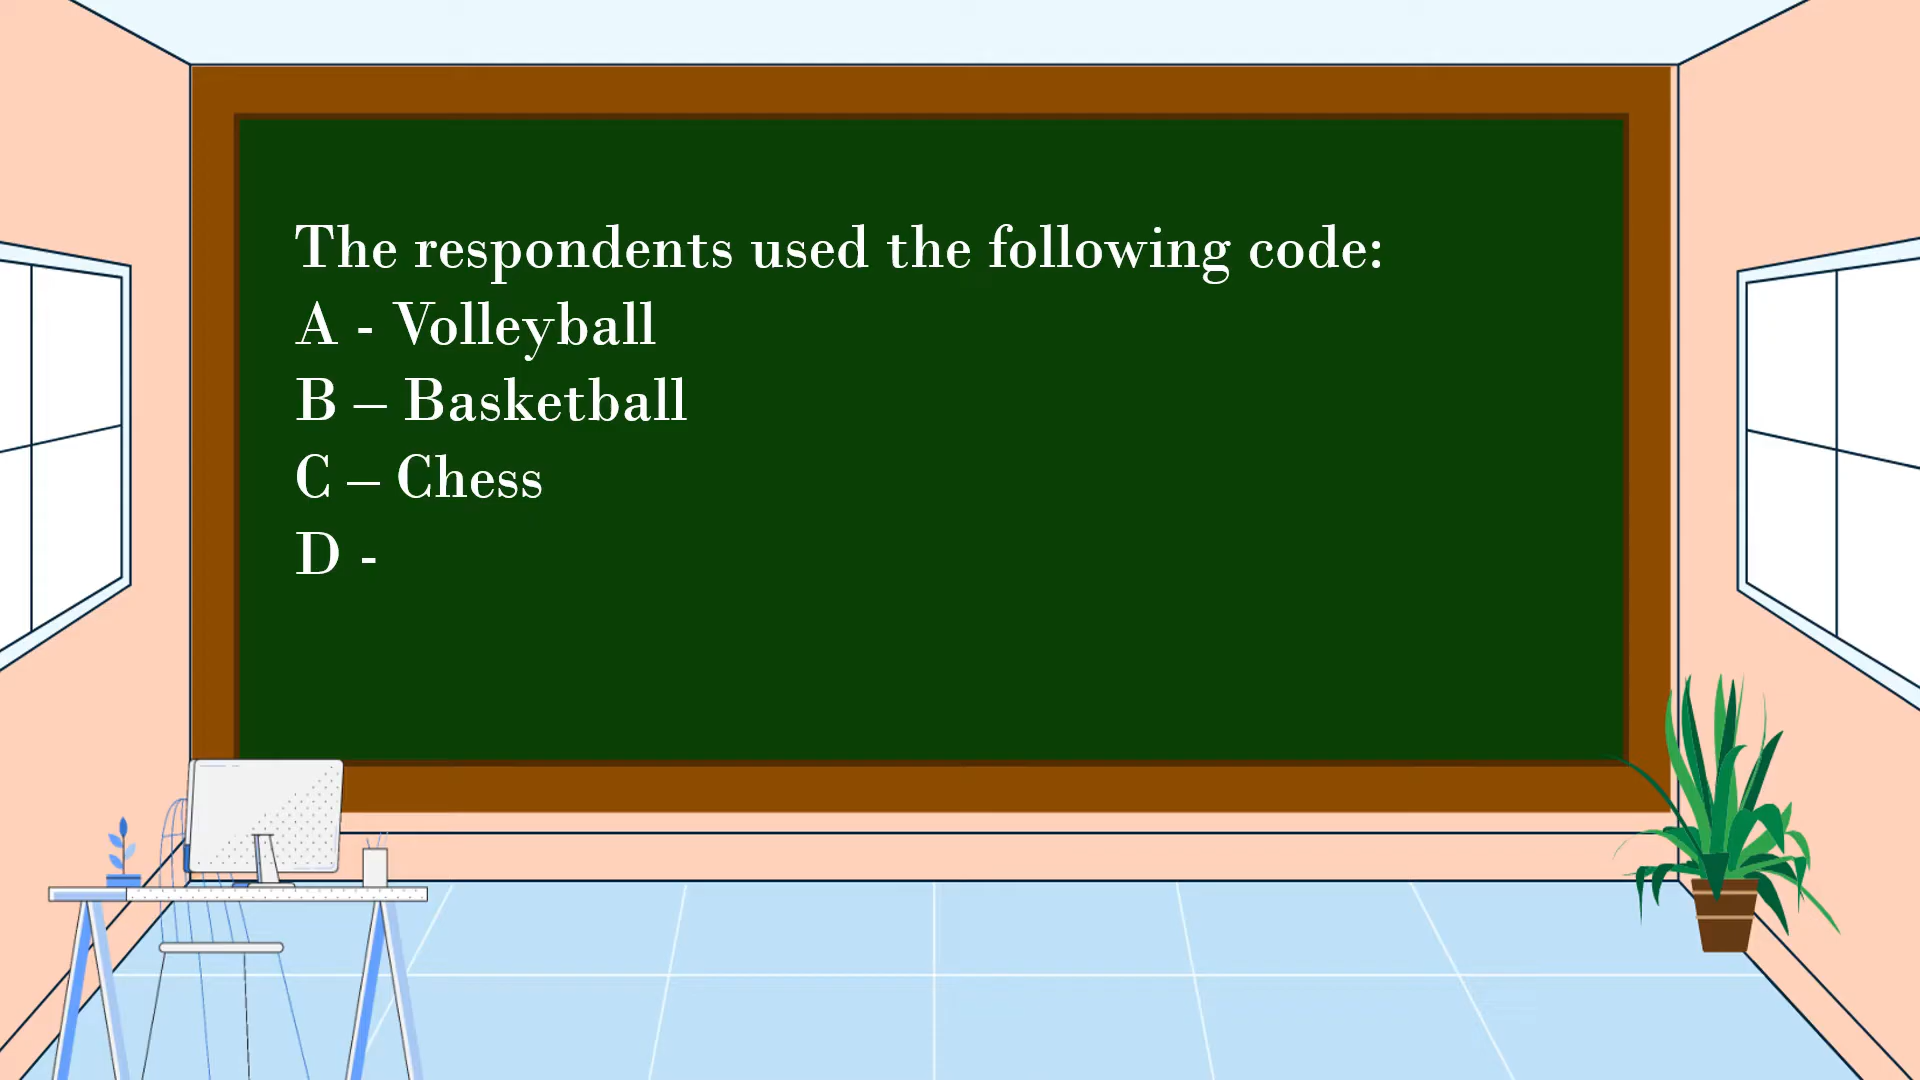 The respondents used the following code:
A - Volleyball
B – Basketball
C – Chess
D -